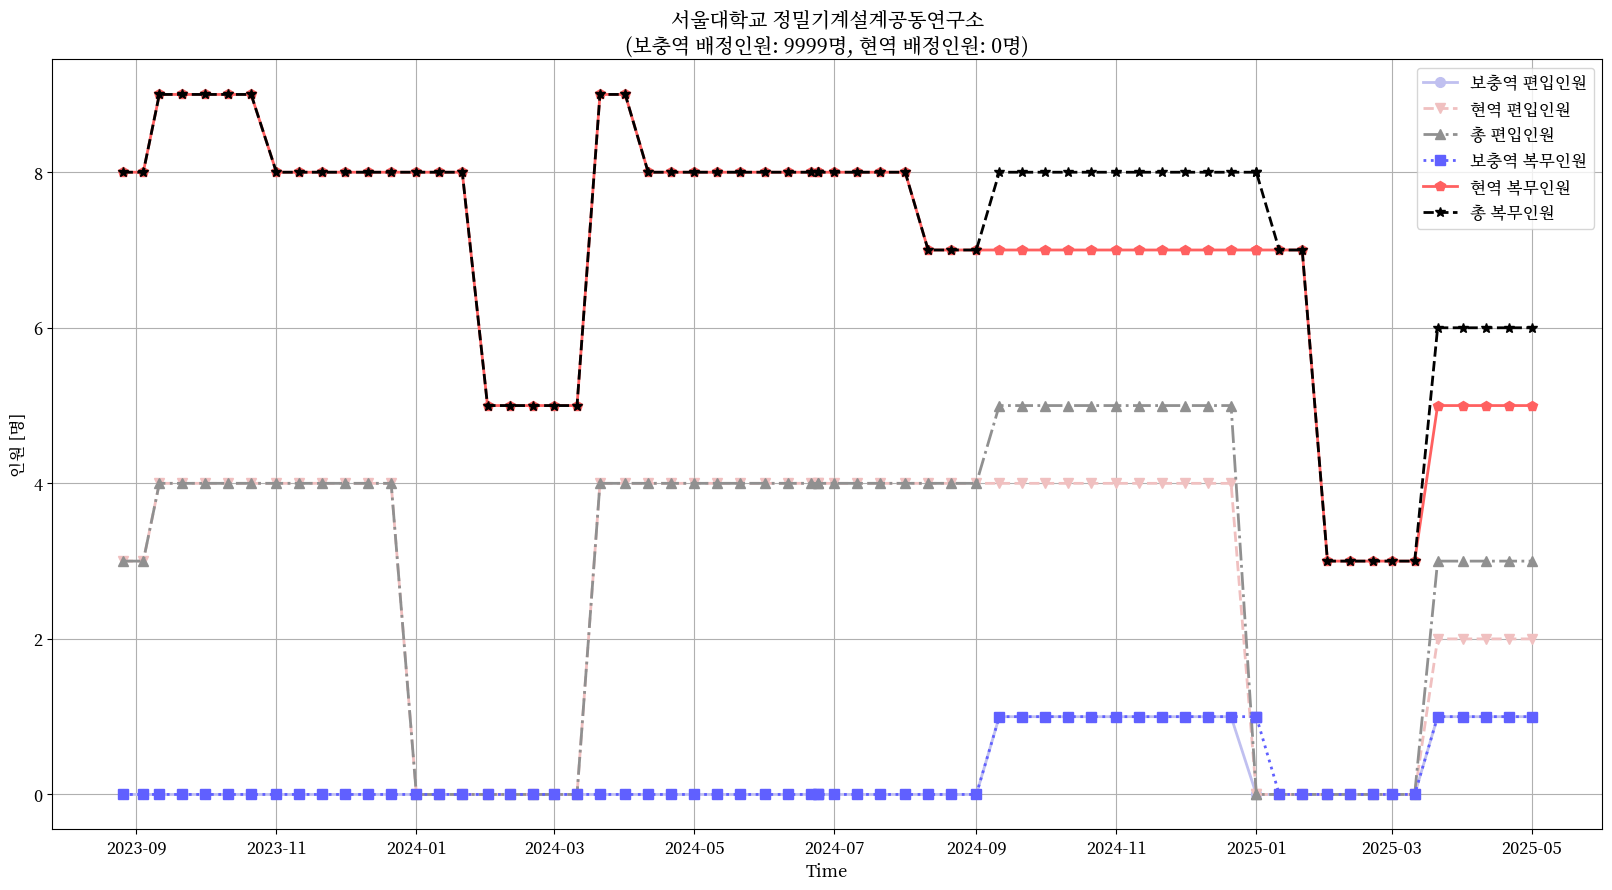 서울대학교 정밀기계설계공동연구소
(보충역 배정인원: 9999명, 현역 배정인원: 0명)
보충역 편입인원
현역 편입인원
총 편입인원
보충역 복무인원
현역 복무인원
총 복무인원
인원 [명]
8
6
4
2
0
2023-09
2023-11
2024-01
2024-03
2024-05
2024-07
2024-09
2024-11
2025-01
2025-03
2025-05
Time